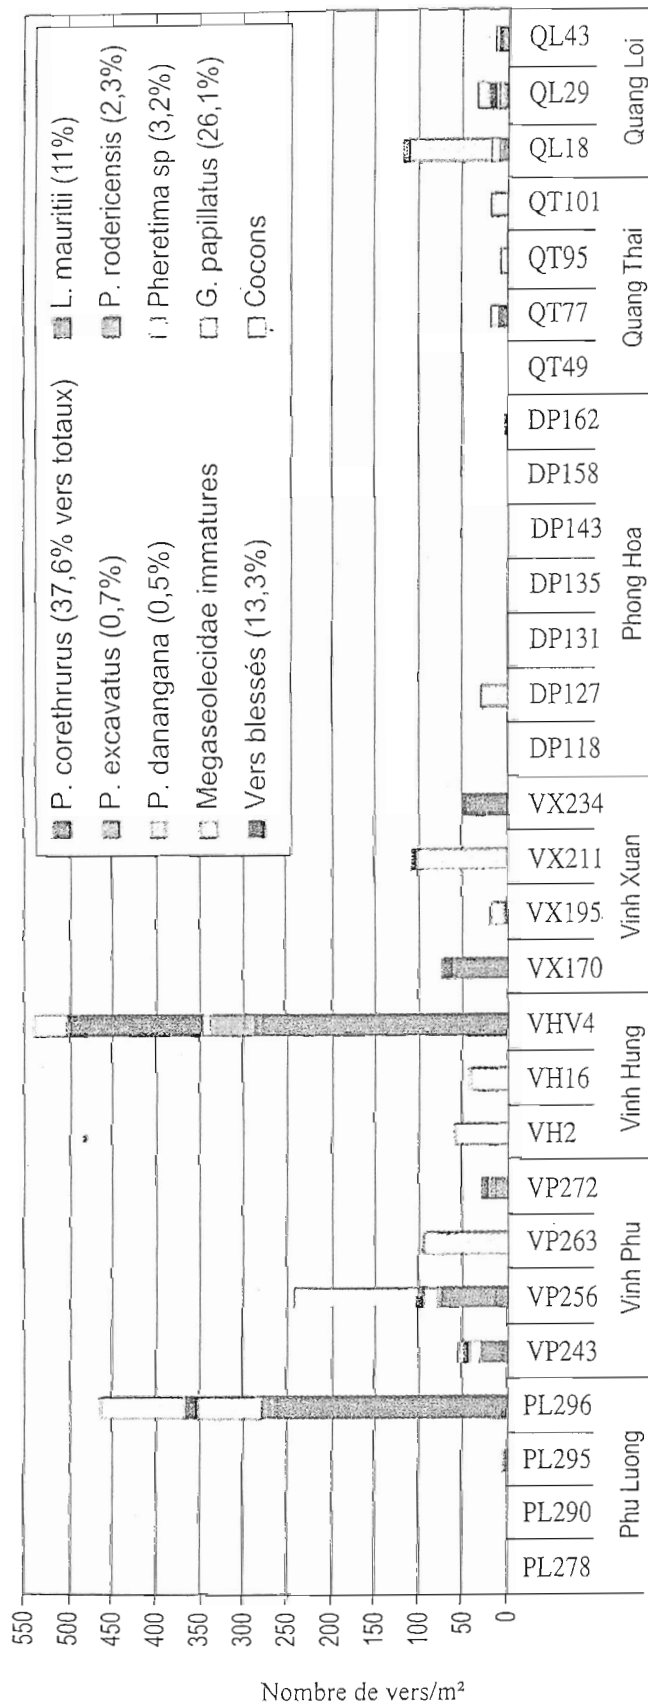 Nombre de vers/m²
550
500
450
400
350
300
250
200
150
100
50
0
P. corethrurus (37,6% vers totaux)
L. mauritii (11%)
P. excavatus (0,7%)
P. rodericensis (2,3%)
P. danangana (0,5%)
Pheretima sp (3,2%)
Megaseolecidae immatures
G. papillatus (26,1%)
Vers blessés (13,3%)
Cocons
PL278 PL290 PL295 PL296 VP243 VP256 VP263 VP272 VH2 VH16 VHV4 VX170 VX195 VX211 VX234 DP118 DP127 DP131 DP135 DP143 DP158 DP162 QT49 QT77 QT95 QT101 QL18 QL29 QL43
Phu Luong Vinh Phu Vinh Hung Vinh Xuan Phong Hoa Quang Thai Quang Loi